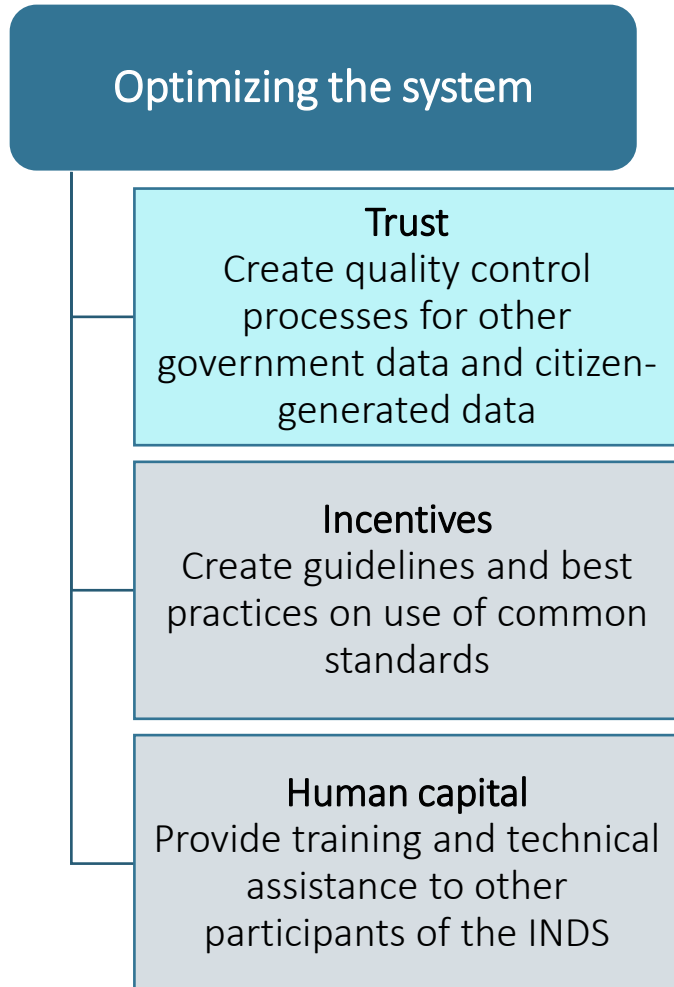 Optimizing the system
Trust
Create quality control
processes for other
government data and citizen-
generated data
Incentives
Create guidelines and best
practices on use of common
standards
Human capital
Provide training and technical
assistance to other
participants of the INDS